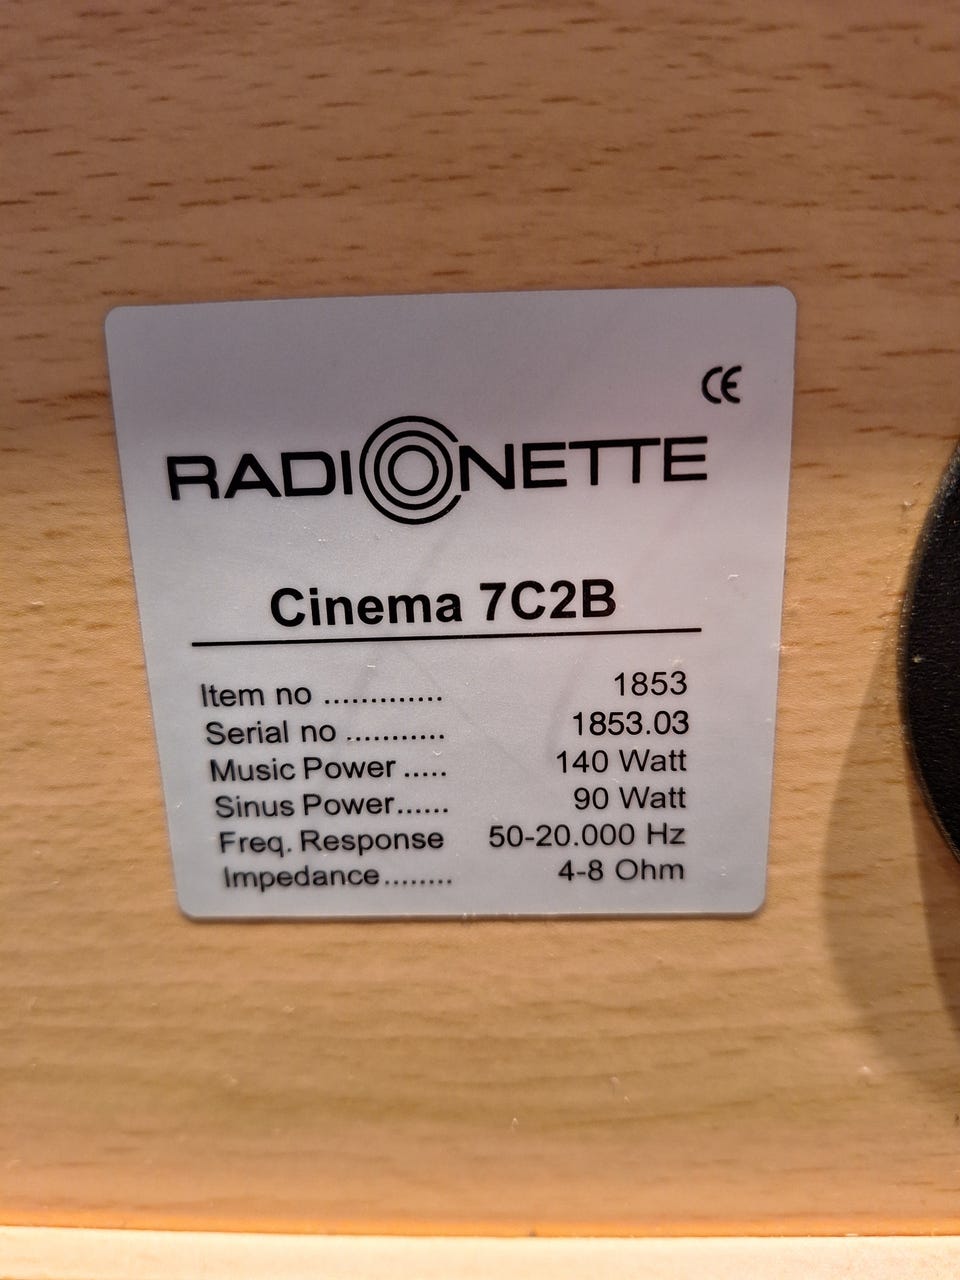 CE
RADIONETTE
Cinema 7C2B
Item no ............. 1853
Serial no ........... 1853.03
Music Power ..... 140 Watt
Sinus Power...... 90 Watt
Freq. Response 50-20.000 Hz
Impedance........ 4-8 Ohm